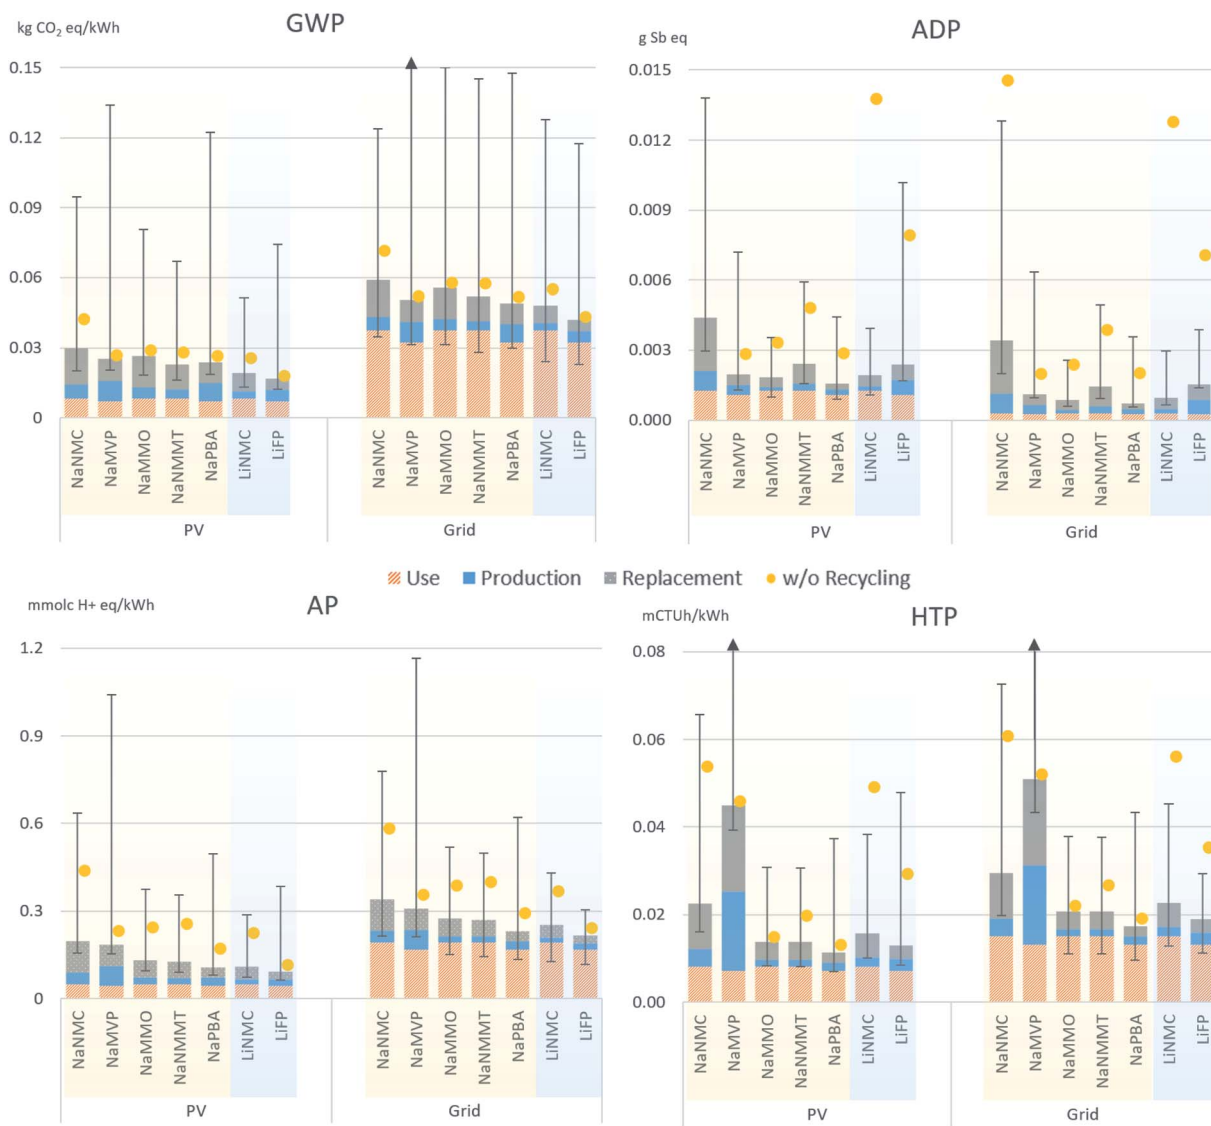 GWP
kg CO₂ eq/kWh
0.15
0.12
0.09
0.06
0.03
0
NaNMC
NaMVP
NaMMO
NaNMMT
NaPBA
LiNMC
LiFP
NaNMC
NaMVP
NaMMO
NaNMMT
NaPBA
LiNMC
LiFP
PV
Grid
ADP
g Sb eq
0.015
0.012
0.009
0.006
0.003
0.000
NaNMC
NaMVP
NaMMO
NaNMMT
NaPBA
LiNMC
LiFP
NaNMC
NaMVP
NaMMO
NaNMMT
NaPBA
LiNMC
LiFP
PV
Grid
Use Production Replacement w/o Recycling
AP
mmolc H+ eq/kWh
1.2
0.9
0.6
0.3
0
NaNMC
NaMVP
NaMMO
NaNMMT
NaPBA
LiNMC
LiFP
NaNMC
NaMVP
NaMMO
NaNMMT
NaPBA
LiNMC
LiFP
PV
Grid
HTP
mCTUh/kWh
0.08
0.06
0.04
0.02
0.00
NaNMC
NaMVP
NaMMO
NaNMMT
NaPBA
LiNMC
LiFP
NaNMC
NaMVP
NaMMO
NaNMMT
NaPBA
LiNMC
LiFP
PV
Grid